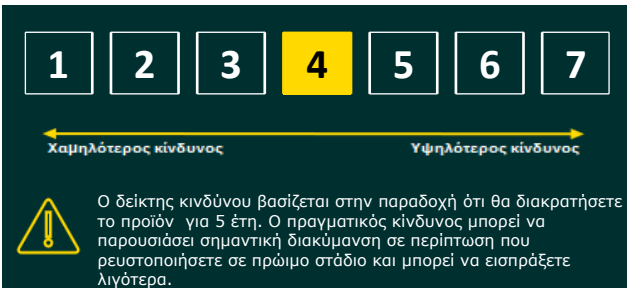 1 2 3 4 5 6 7
Χαμηλότερος κίνδυνος Υψηλότερος κίνδυνος
Ο δείκτης κινδύνου βασίζεται στην παραδοχή ότι θα διακρατήσετε
το προϊόν για 5 έτη. Ο πραγματικός κίνδυνος μπορεί να
παρουσιάσει σημαντική διακύμανση σε περίπτωση που
ρευστοποιήσετε σε πρώιμο στάδιο και μπορεί να εισπράξετε
λιγότερα.